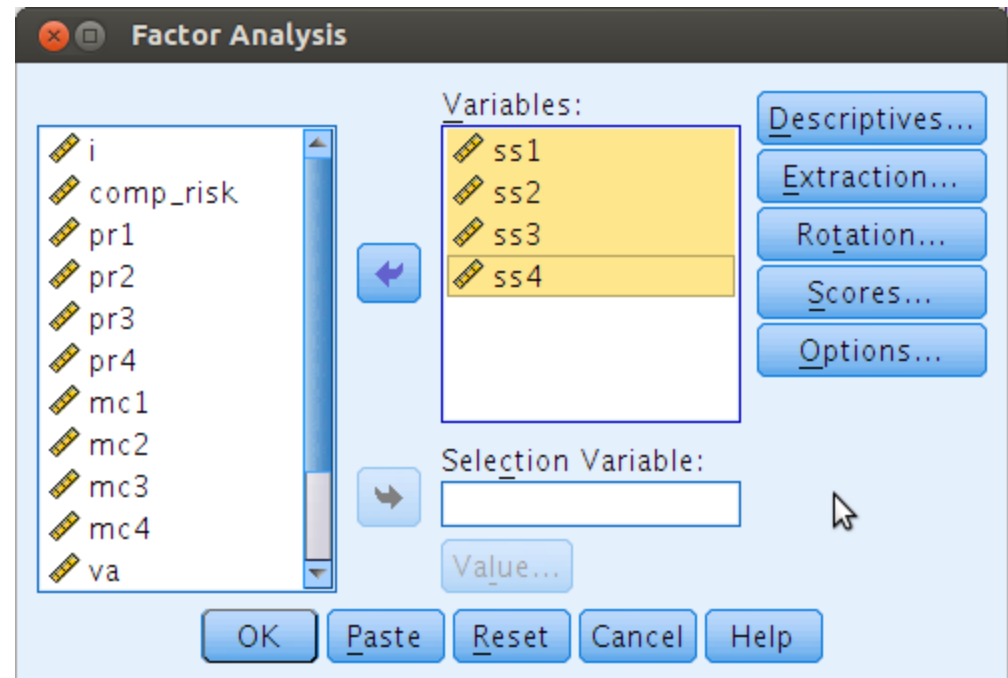 Factor Analysis
i
comp_risk
pr1
pr2
pr3
pr4
mc1
mc2
mc3
mc4
va
Variables:
ss1
ss2
ss3
ss4
Selection Variable:
Value...
Descriptives...
Extraction...
Rotation...
Scores...
Options...
OK Paste Reset Cancel Help